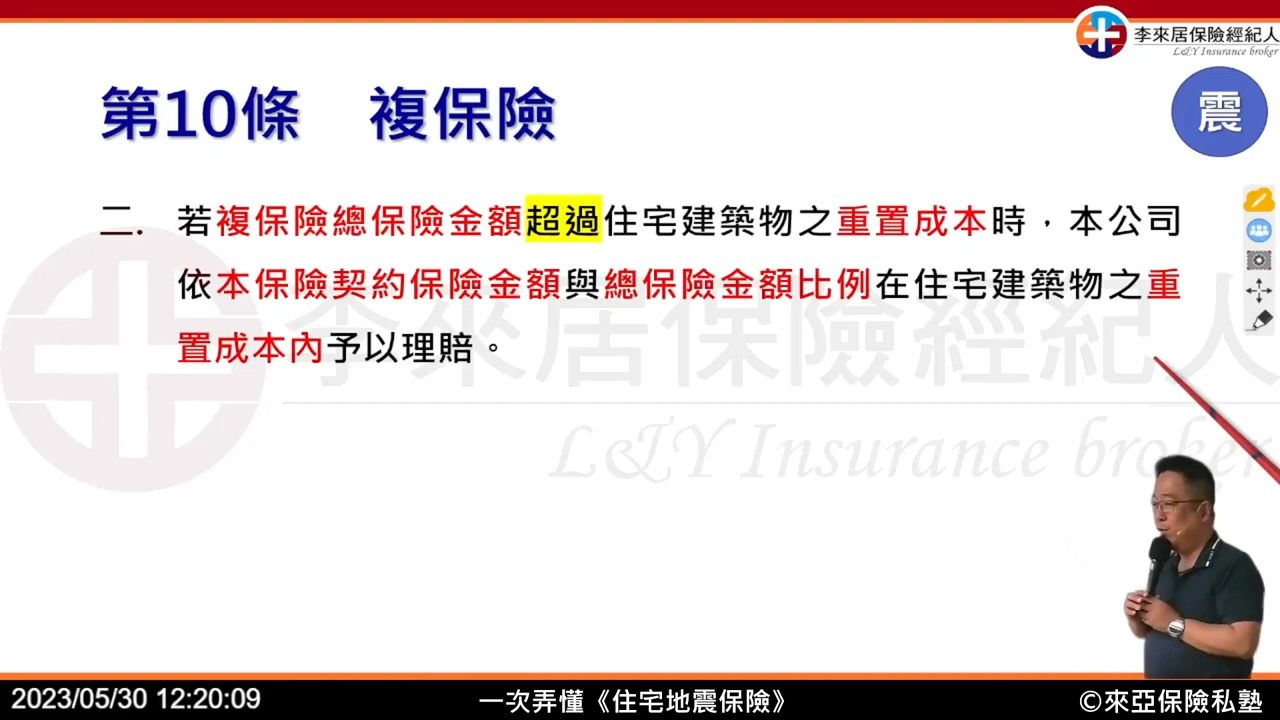 李來居保險經紀人
L&Y Insurance broker
第10條 複保險
震
二. 若複保險總保險金額超過住宅建築物之重置成本時，本公司
依本保險契約保險金額與總保險金額比例在住宅建築物之重
置成本內予以理賠。
李來居保險經紀人
L&Y Insurance broker
2023/05/30 12:20:09
一次弄懂《住宅地震保險》
©來亞保險私塾